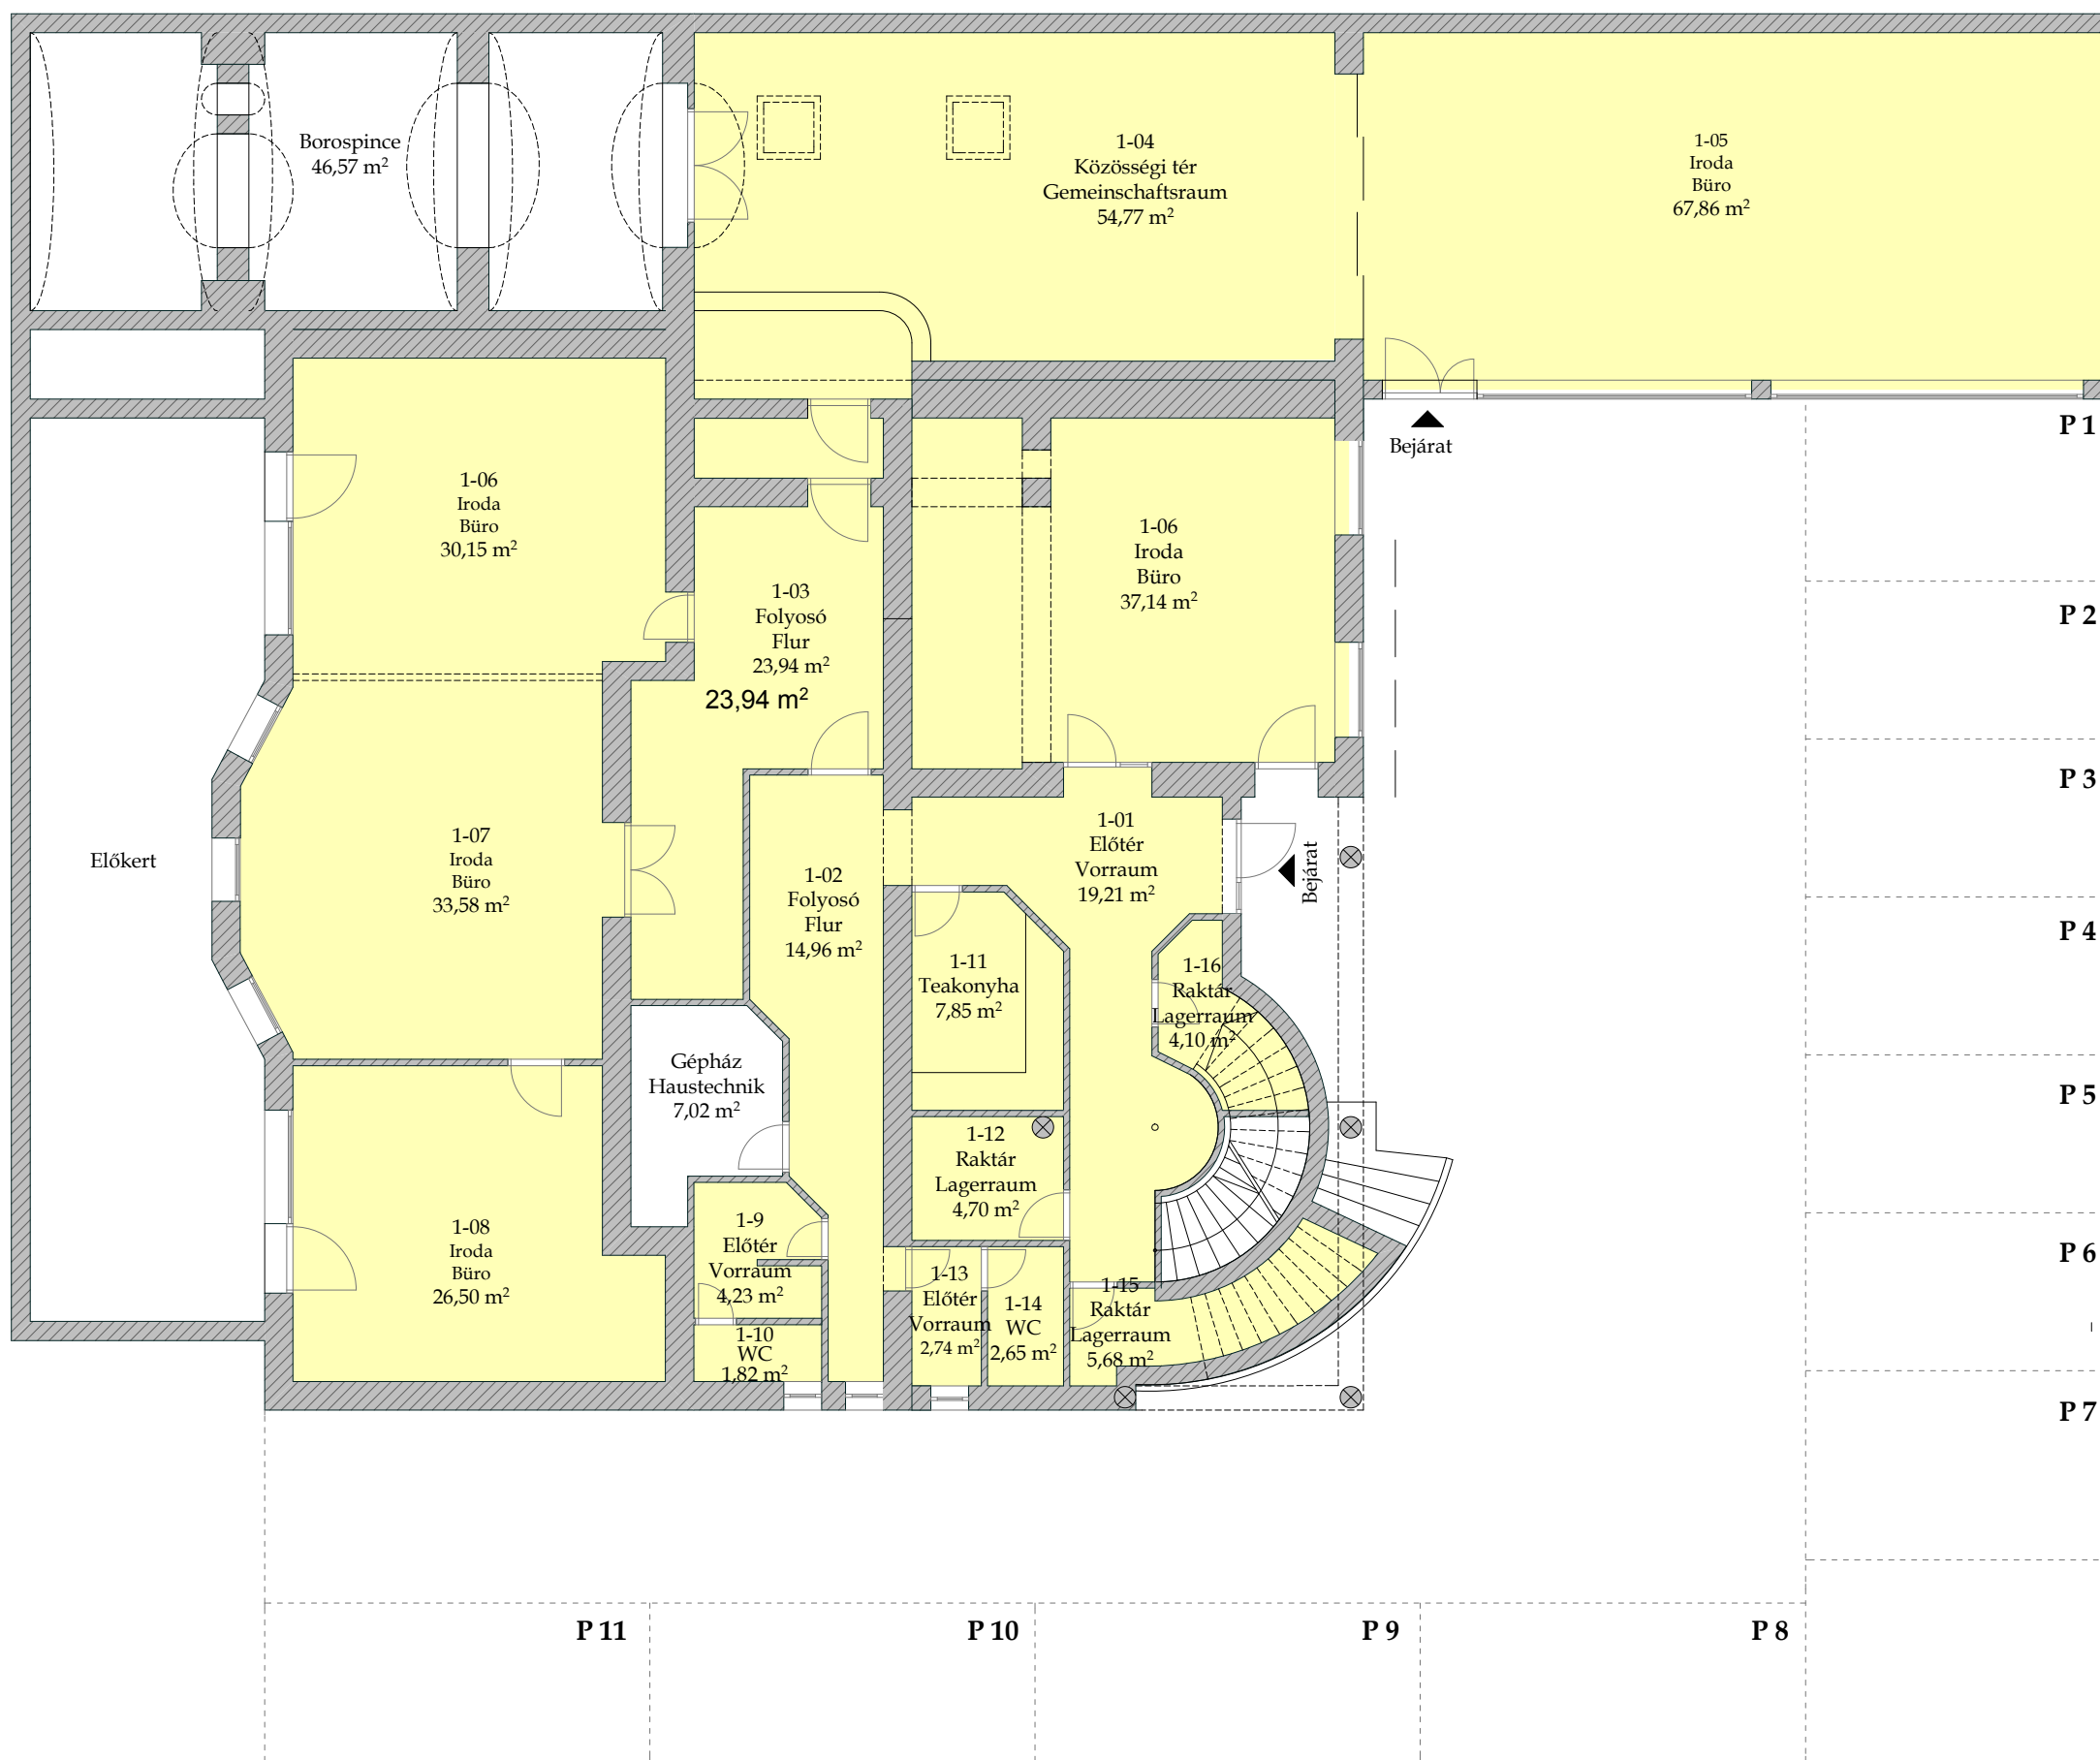 Borospince
46,57 m²
1-04
Közösségi tér
Gemeinschaftsraum
54,77 m²
1-05
Iroda
Büro
67,86 m²
Bejárat
P 1
1-06
Iroda
Büro
30,15 m²
1-03
Folyosó
Flur
23,94 m²
23,94 m²
1-06
Iroda
Büro
37,14 m²
P 2
P 3
Előkert
1-07
Iroda
Büro
33,58 m²
1-02
Folyosó
Flur
14,96 m²
1-01
Előtér
Vorraum
19,21 m²
Bejárat
P 4
1-11
Teakonyha
7,85 m²
1-16
Raktár
Lagerraum
4,10 m²
Gépház
Haustechnik
7,02 m²
P 5
1-12
Raktár
Lagerraum
4,70 m²
1-08
Iroda
Büro
26,50 m²
1-9
Előtér
Vorraum
4,23 m²
1-10
WC
1,82 m²
1-13
Előtér
Vorraum
2,74 m²
1-14
WC
2,65 m²
1-15
Raktár
Lagerraum
5,68 m²
P 6
P 7
P 11
P 10
P 9
P 8